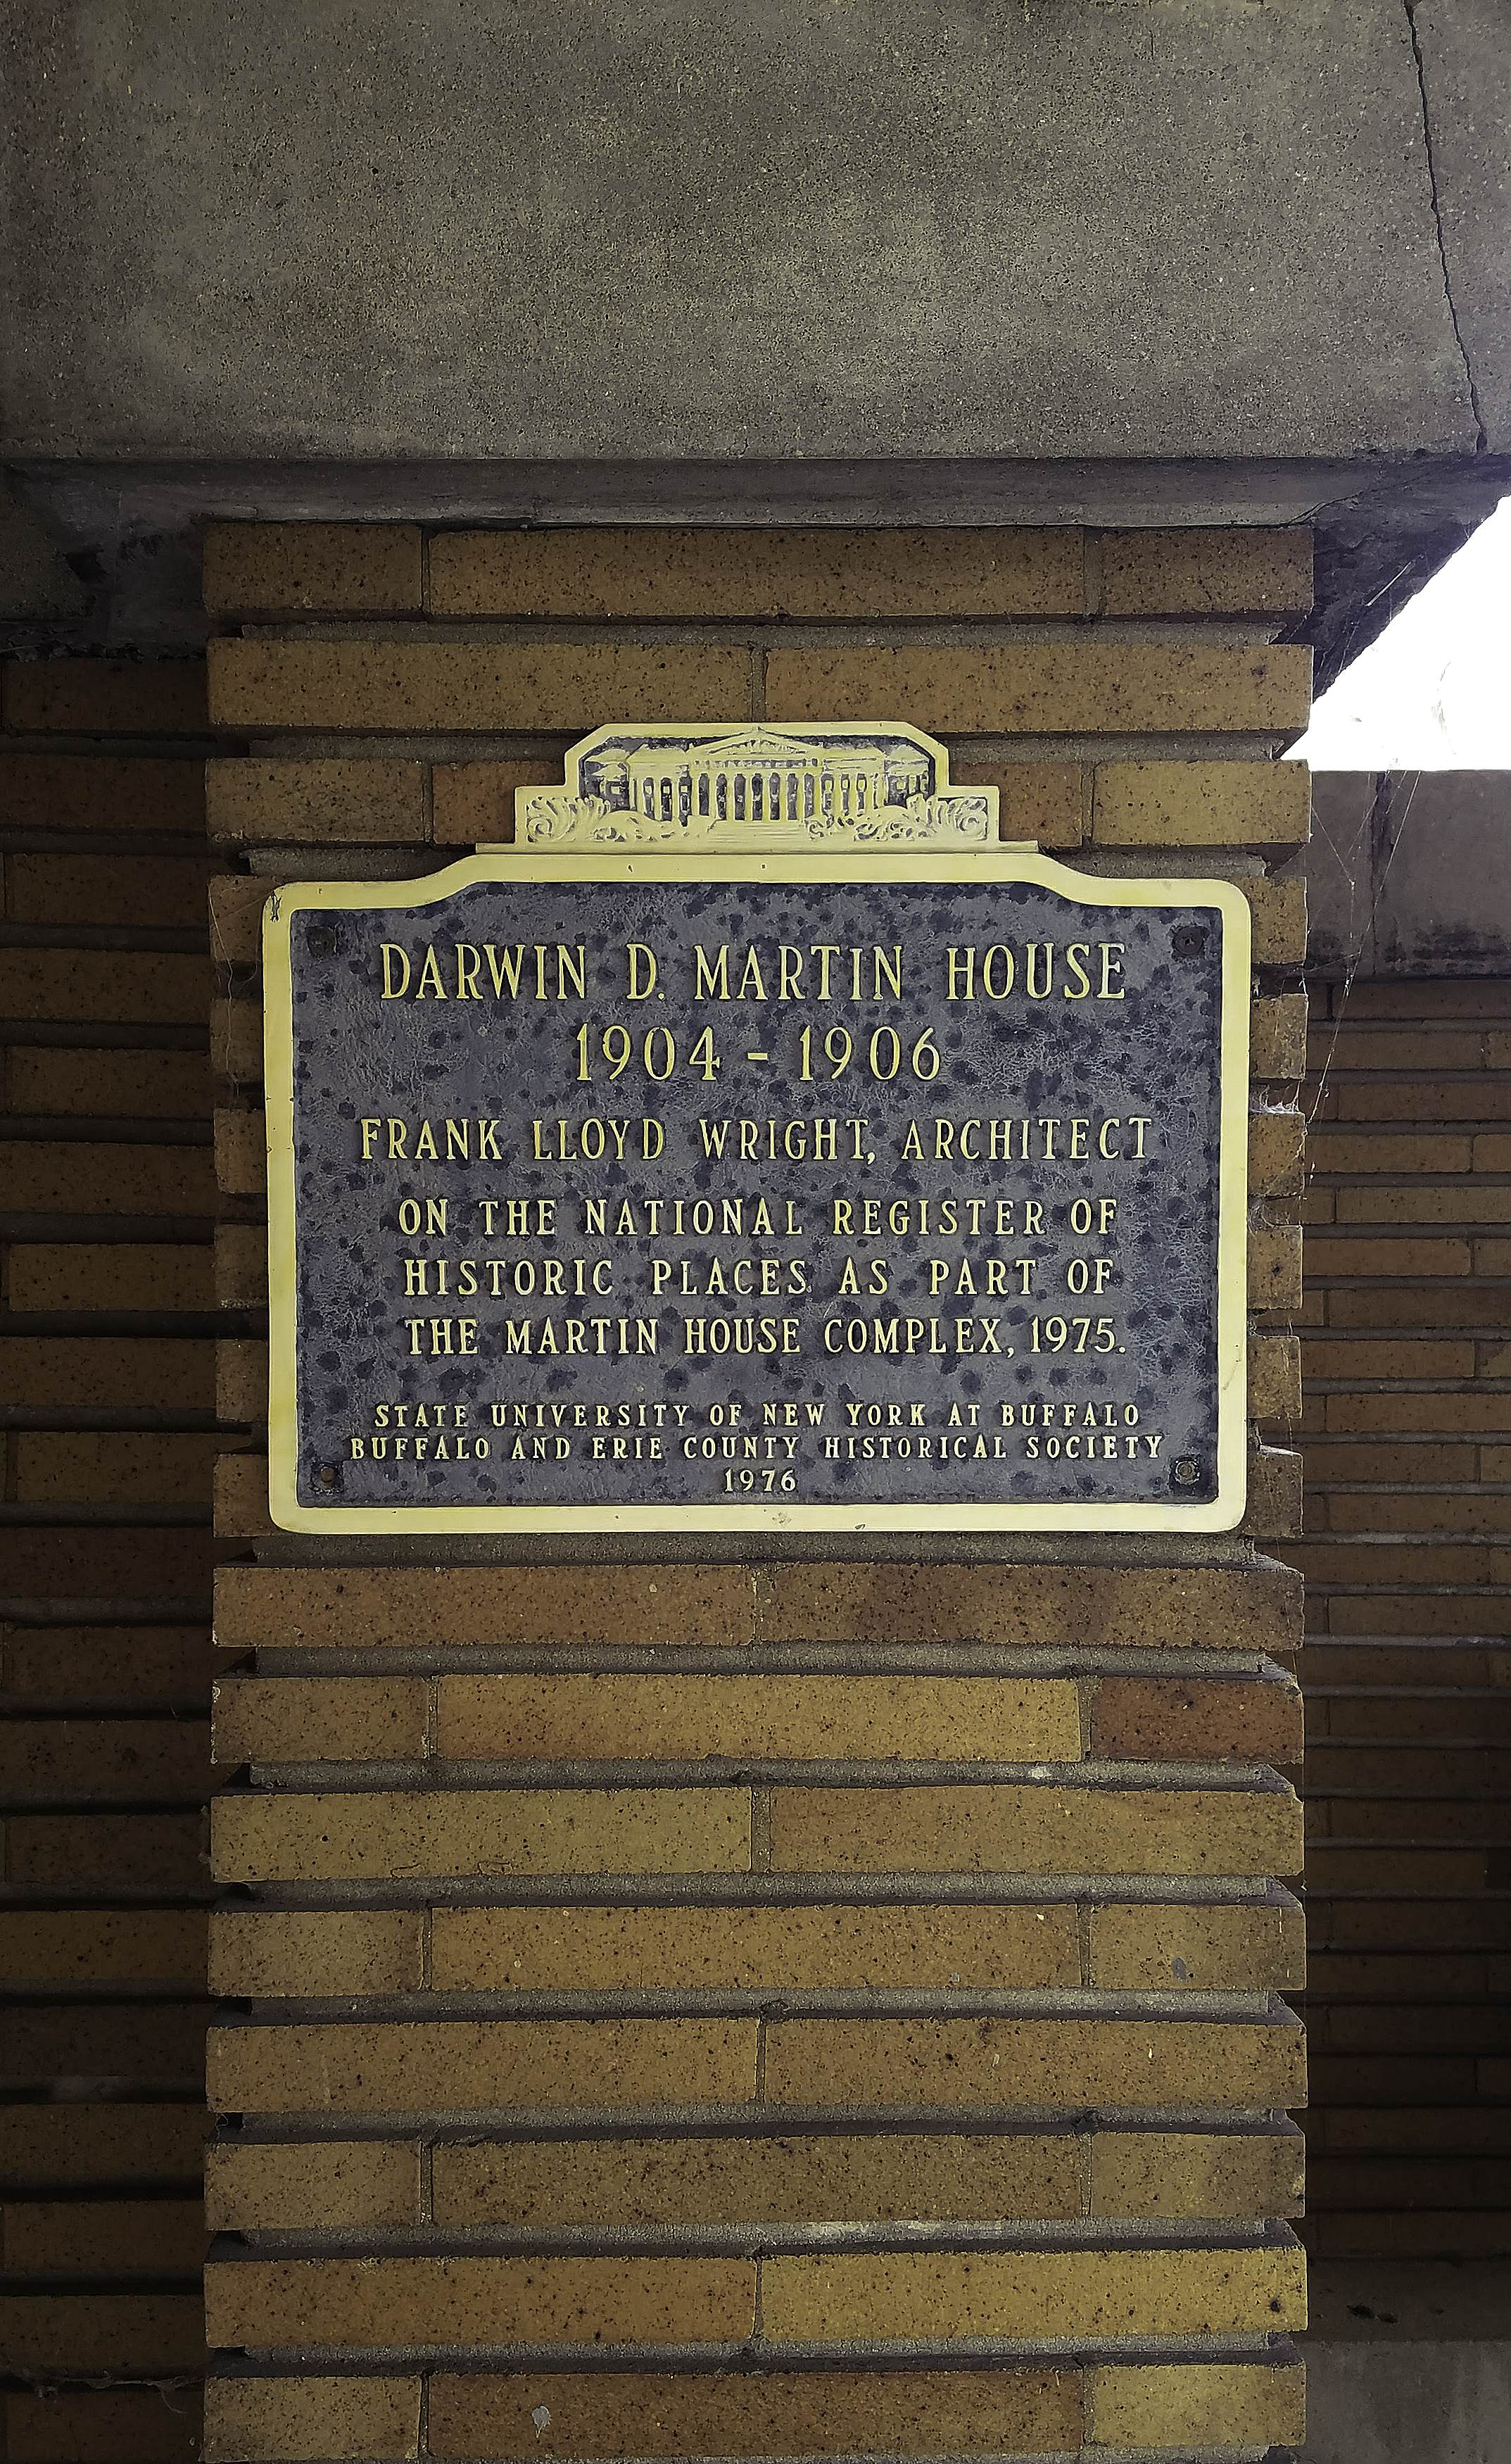 DARWIN D. MARTIN HOUSE
1904 - 1906
FRANK LLOYD WRIGHT, ARCHITECT
ON THE NATIONAL REGISTER OF
HISTORIC PLACES AS PART OF
THE MARTIN HOUSE COMPLEX, 1975.
STATE UNIVERSITY OF NEW YORK AT BUFFALO
BUFFALO AND ERIE COUNTY HISTORICAL SOCIETY
1976